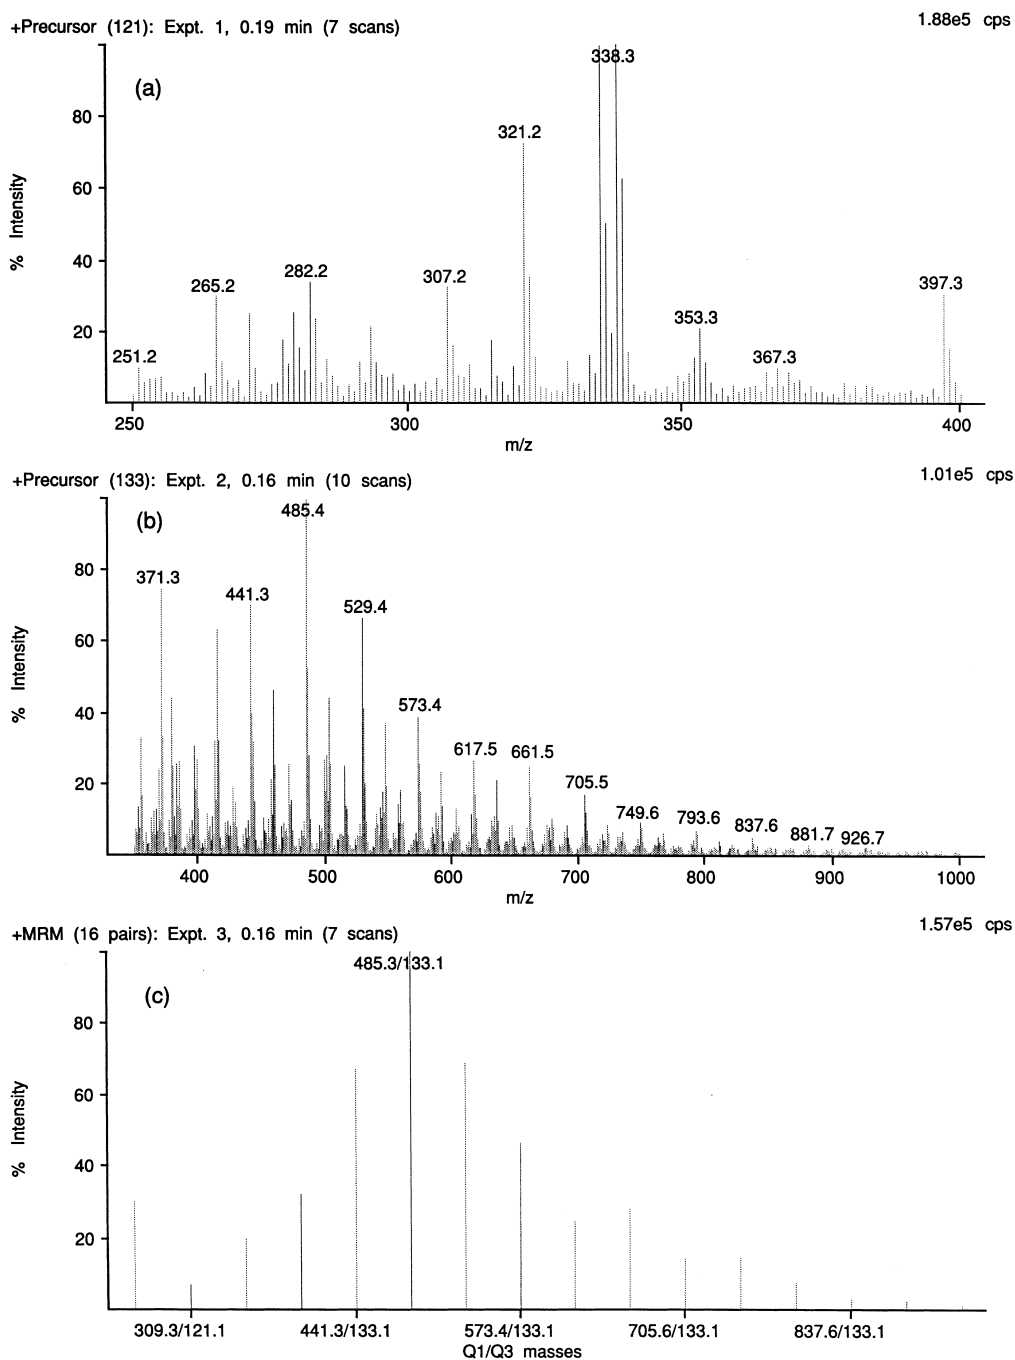 +Precursor (121): Expt. 1, 0.19 min (7 scans) 1.88e5 cps
(a)
% Intensity
80
60
40
20
251.2 265.2 282.2 307.2 321.2 338.3 353.3 367.3 397.3
250 300 350 400
m/z
+Precursor (133): Expt. 2, 0.16 min (10 scans) 1.01e5 cps
(b)
% Intensity
80
60
40
20
371.3 441.3 485.4 529.4 573.4 617.5 661.5 705.5 749.6 793.6 837.6 881.7 926.7
400 500 600 700 800 900 1000
m/z
+MRM (16 pairs): Expt. 3, 0.16 min (7 scans) 1.57e5 cps
485.3/133.1
(c)
% Intensity
80
60
40
20
309.3/121.1 441.3/133.1 573.4/133.1 705.6/133.1 837.6/133.1
Q1/Q3 masses